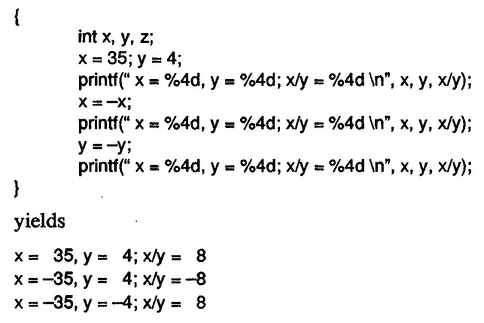 {
int x, y, z;
x = 35; y = 4;
printf(“ x = %4d, y = %4d; x/y = %4d \n”, x, y, x/y);
x = –x;
printf(“ x = %4d, y = %4d; x/y = %4d \n”, x, y, x/y);
y = –y;
printf(“ x = %4d, y = %4d; x/y = %4d \n”, x, y, x/y);
}
yields
x =   35, y =   4; x/y =   8
x = –35, y =   4; x/y = –8
x = –35, y = –4; x/y =   8